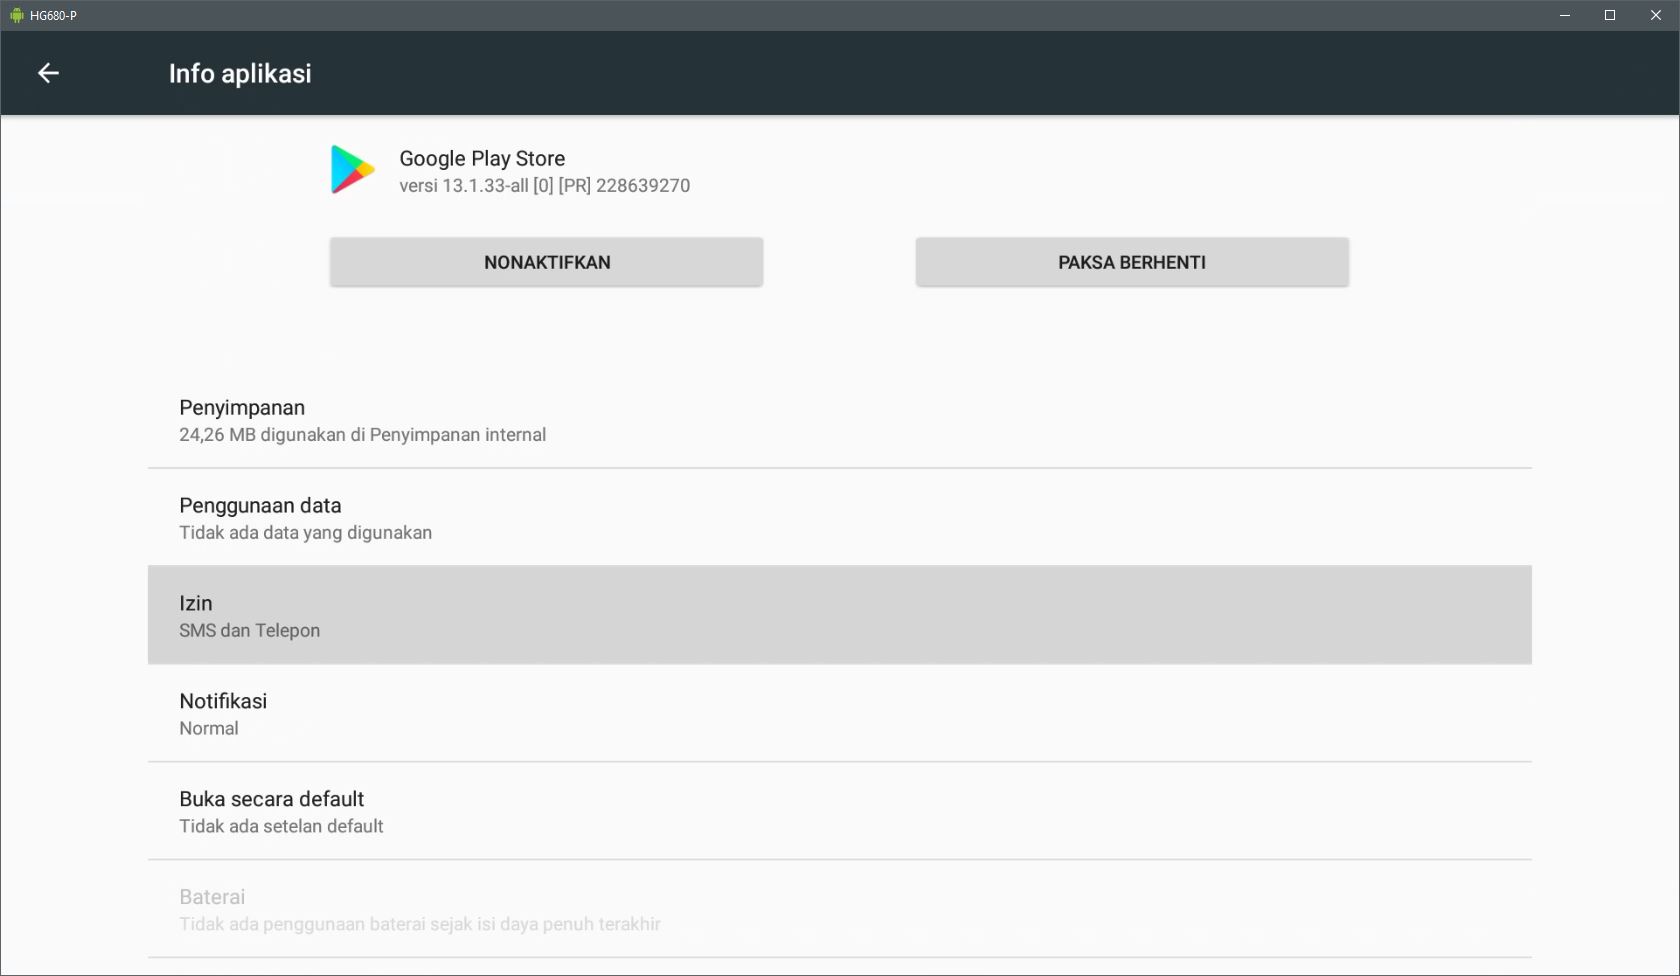 HG680-P
Info aplikasi
Google Play Store
versi 13.1.33-all [0] [PR] 228639270
NONAKTIFKAN
PAKSA BERHENTI
Penyimpanan
24,26 MB digunakan di Penyimpanan internal
Penggunaan data
Tidak ada data yang digunakan
Izin
SMS dan Telepon
Notifikasi
Normal
Buka secara default
Tidak ada setelan default
Baterai
Tidak ada penggunaan baterai sejak isi daya penuh terakhir